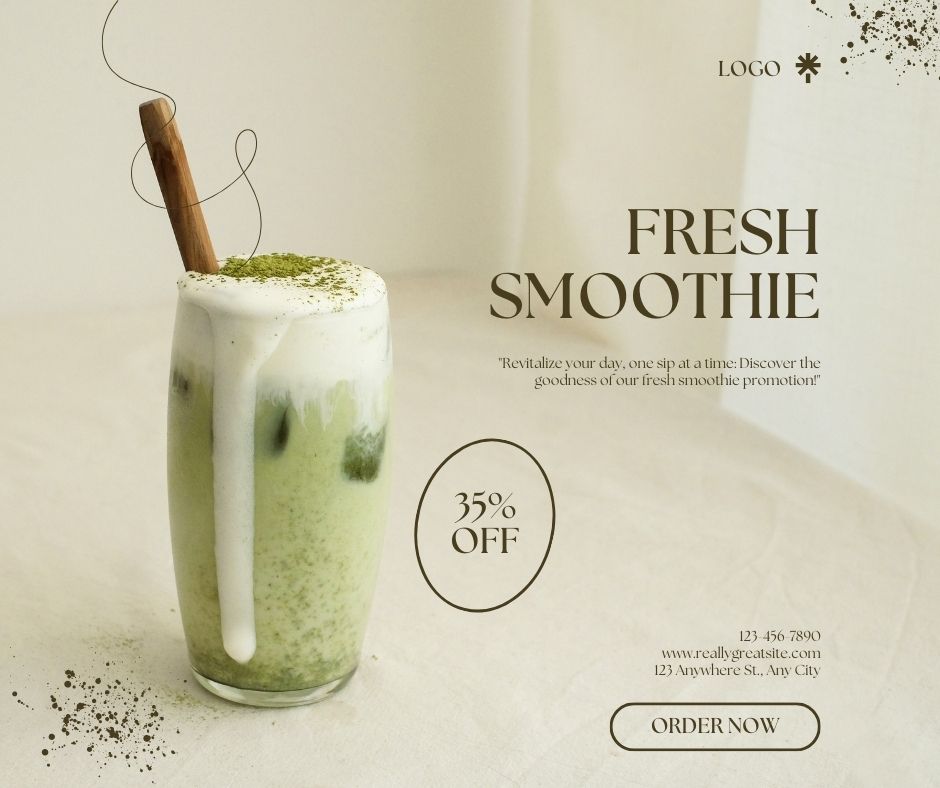 LOGO
FRESH
SMOOTHIE
"Revitalize your day, one sip at a time: Discover the
goodness of our fresh smoothie promotion!"
35%
OFF
123-456-7890
www.reallygreatsite.com
123 Anywhere St., Any City
ORDER NOW